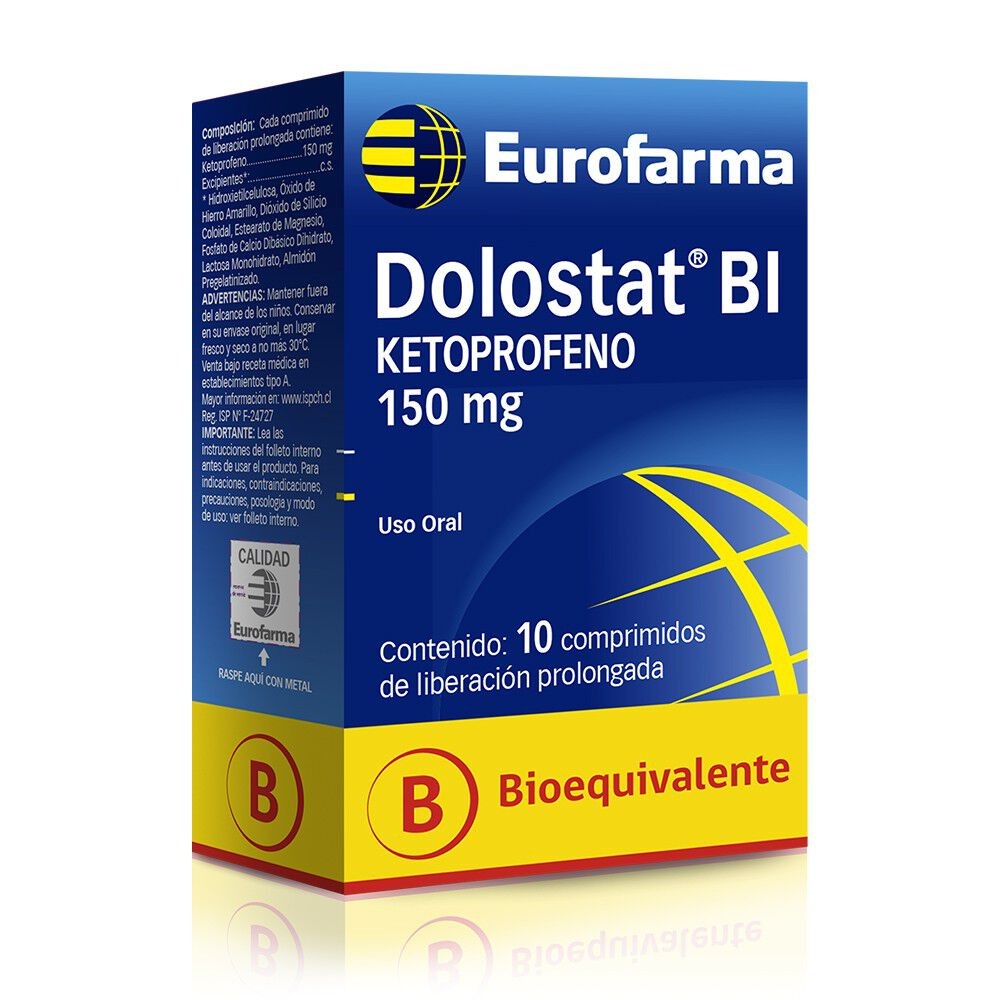 Composición: Cada comprimido
de liberación prolongada contiene:
Ketoprofeno......................150 mg
Excipientes*:......................c.s.
* Hidroxietilcelulosa, Óxido de
Hierro Amarillo, Dióxido de Silicio
Coloidal, Estearato de Magnesio,
Fosfato de Calcio Dibásico Dihidrato,
Lactosa Monohidrato, Almidón
Pregelatinizado.
ADVERTENCIAS: Mantener fuera
del alcance de los niños. Conservar
en su envase original, en lugar
fresco y seco a no más 30°C.
Venta bajo receta médica en
establecimientos tipo A.
Mayor información en: www.ispch.cl
Reg. ISP Nº F-24727
IMPORTANTE: Lea las
instrucciones del folleto interno
antes de usar el producto. Para
indicaciones, contraindicaciones,
precauciones, posología y modo
de uso: ver folleto interno.
CALIDAD
Eurofarma
RASPE AQUÍ CON METAL
B
Eurofarma
Dolostat® BI
KETOPROFENO
150 mg
Uso Oral
Contenido: 10 comprimidos
de liberación prolongada
B Bioequivalente